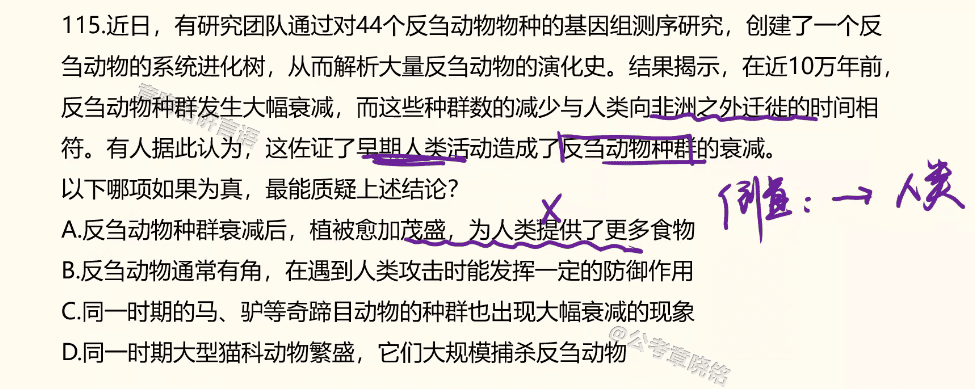 115.近日，有研究团队通过对44个反刍动物物种的基因组测序研究，创建了一个反
刍动物的系统进化树，从而解析大量反刍动物的演化史。结果揭示，在近10万年前，
反刍动物种群发生大幅衰减，而这些种群数的减少与人类向非洲之外迁徙的时间相
符。有人据此认为，这佐证了早期人类活动造成了反刍动物种群的衰减。
以下哪项如果为真，最能质疑上述结论？
倒置：→ 人类
A.反刍动物种群衰减后，植被愈加茂盛，为人类提供了更多食物
B.反刍动物通常有角，在遇到人类攻击时能发挥一定的防御作用
C.同一时期的马、驴等奇蹄目动物的种群也出现大幅衰减的现象
D.同一时期大型猫科动物繁盛，它们大规模捕杀反刍动物
@公考章晓铭